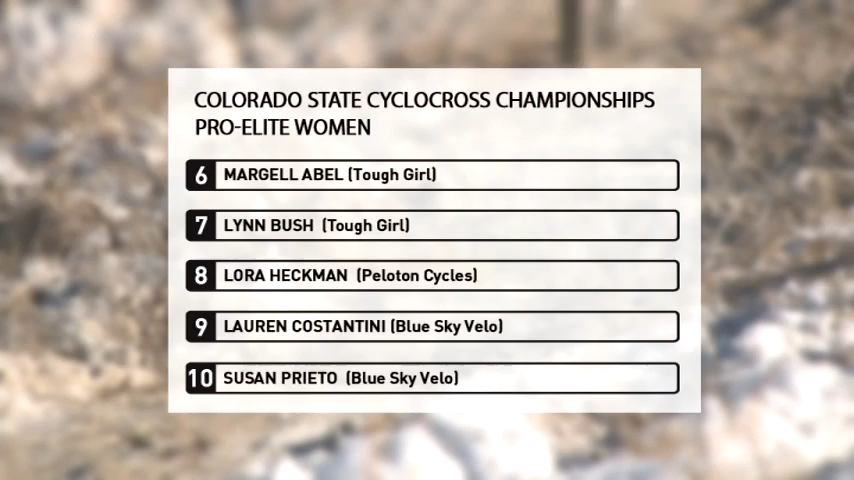 COLORADO STATE CYCLOCROSS CHAMPIONSHIPS
PRO-ELITE WOMEN
6 MARGELL ABEL (Tough Girl)
7 LYNN BUSH (Tough Girl)
8 LORA HECKMAN (Peloton Cycles)
9 LAUREN COSTANTINI (Blue Sky Velo)
10 SUSAN PRIETO (Blue Sky Velo)